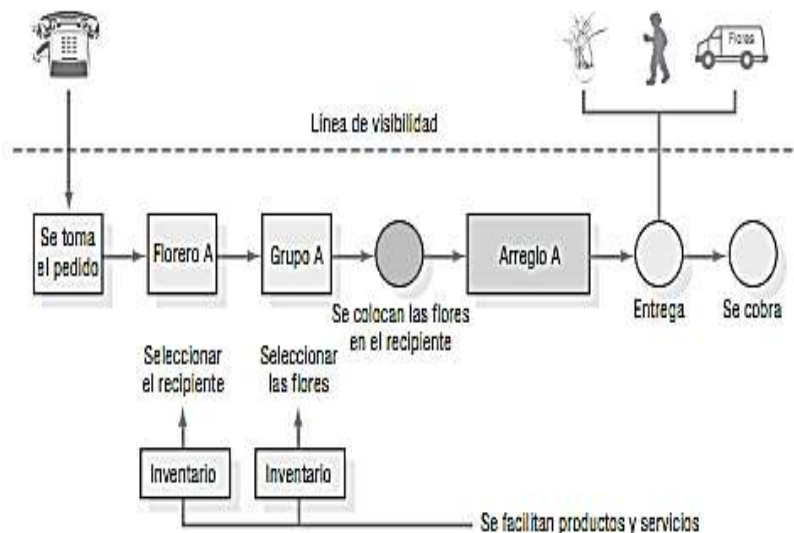 Flores
Línea de visibilidad
Se toma
el pedido
Florero A
Grupo A
Arreglo A
Se colocan las flores
en el recipiente
Entrega
Se cobra
Seleccionar
el recipiente
Seleccionar
las flores
Inventario
Inventario
Se facilitan productos y servicios